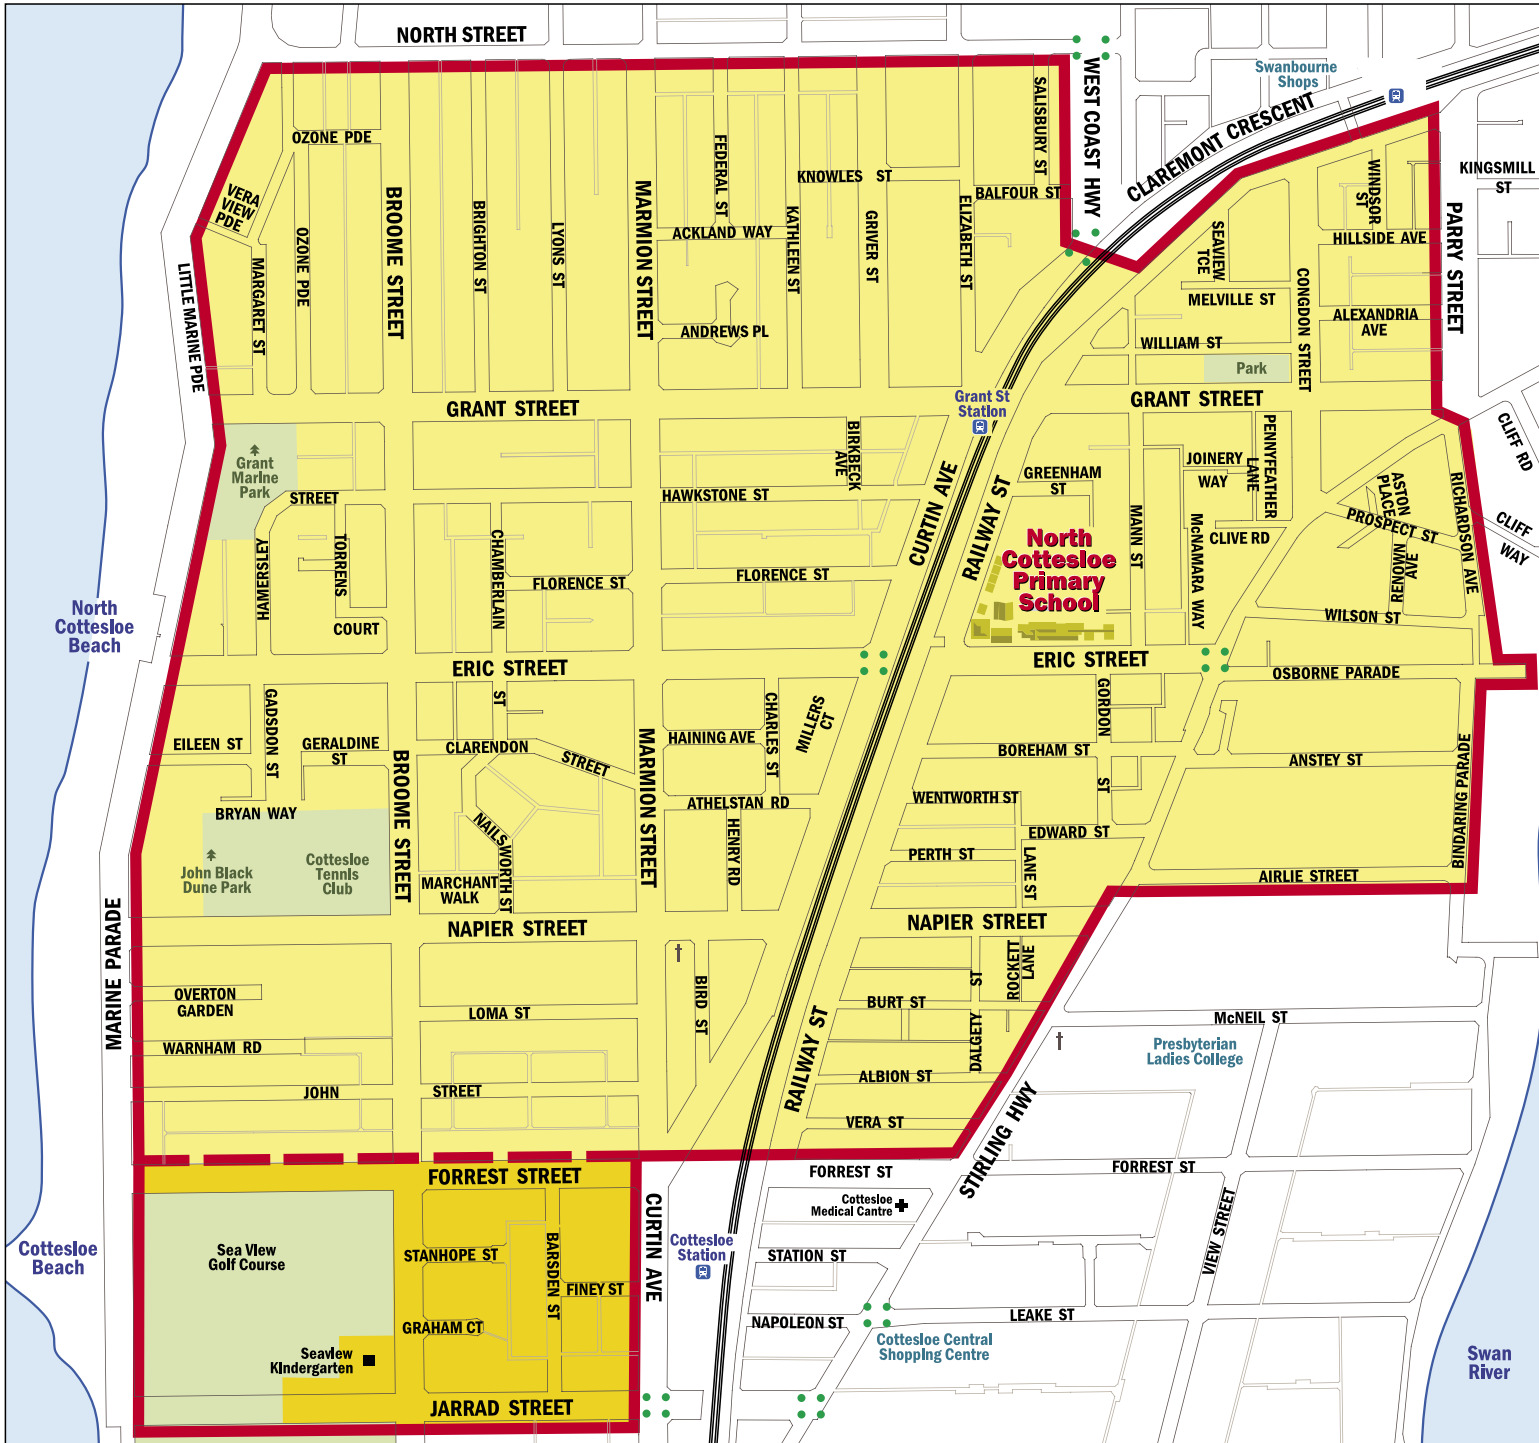 NORTH STREET
WEST COAST HWY
Swanbourne
Shops
CLAREMONT CRESCENT
SALISBURY ST
OZONE PDE
FEDERAL ST
KNOWLES ST
BALFOUR ST
WINDSOR
ST
KINGSMILL
ST
VERA
VIEW
PDE
BROOME STREET
BRIGHTON ST
LYONS ST
MARMION STREET
ACKLAND WAY
KATHLEEN ST
GRIVER ST
ELIZABETH ST
SEAVIEW
TCE
HILLSIDE AVE
PARRY STREET
OZONE PDE
MARGARET ST
LITTLE MARINE PDE
ANDREWS PL
MELVILLE ST
CONGDON STREET
ALEXANDRIA
AVE
WILLIAM ST
Park
GRANT STREET
Grant St
Station
GRANT STREET
Grant
Marine
Park
STREET
HAMERSLEY
TORRENS
COURT
CHAMBERLAIN
ST
BIRKBECK
AVE
HAWKSTONE ST
CURTIN AVE
RAILWAY ST
GREENHAM
ST
MANN ST
JOINERY
WAY
PENNYFEATHER
LANE
CLIVE RD
McNAMARA WAY
ASTON
PLACE
PROSPECT ST
RENOWN
AVE
RICHARDSON AVE
CLIFF RD
CLIFF
WAY
North
Cottesloe
Primary
School
FLORENCE ST
FLORENCE ST
WILSON ST
North
Cottesloe
Beach
ERIC STREET
ERIC STREET
OSBORNE PARADE
GADSDON ST
EILEEN ST
GERALDINE
ST
CLARENDON
STREET
HAINING AVE
CHARLES ST
MILLERS
CT
GORDON
ST
BOREHAM ST
ANSTEY ST
BINDARING PARADE
BROOME STREET
MARMION STREET
BRYAN WAY
ATHELSTAN RD
HENRY RD
WENTWORTH ST
EDWARD ST
NAILSWORTH ST
John Black
Dune Park
Cottesloe
Tennis
Club
MARCHANT
WALK
PERTH ST
LANE ST
AIRLIE STREET
MARINE PARADE
NAPIER STREET
NAPIER STREET
OVERTON
GARDEN
BIRD ST
DALGETY
ST
ROCKETT
LANE
BURT ST
LOMA ST
McNEIL ST
Presbyterian
Ladies College
WARNHAM RD
RAILWAY ST
ALBION ST
STIRLING HWY
JOHN
STREET
VERA ST
FORREST STREET
FORREST ST
FORREST ST
VIEW STREET
Cottesloe
Medical Cantre
CURTIN AVE
Cottesloe
Beach
Sea View
Golf Course
STANHOPE ST
BARSDEN ST
Cottesloe
Station
STATION ST
FINEY ST
GRAHAM CT
NAPOLEON ST
LEAKE ST
Seaview
Kindergarten
Cottesloe Central
Shopping Centre
Swan
River
JARRAD STREET